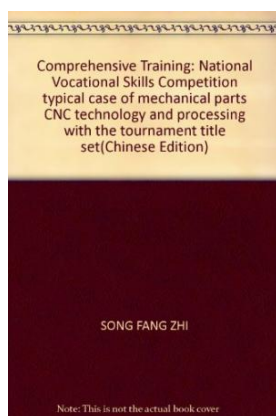 Comprehensive Training: National
Vocational Skills Competition
typical case of mechanical parts
CNC technology and processing
with the tournament title
set(Chinese Edition)
SONG FANG ZHI
Note: This is not the actual book cover